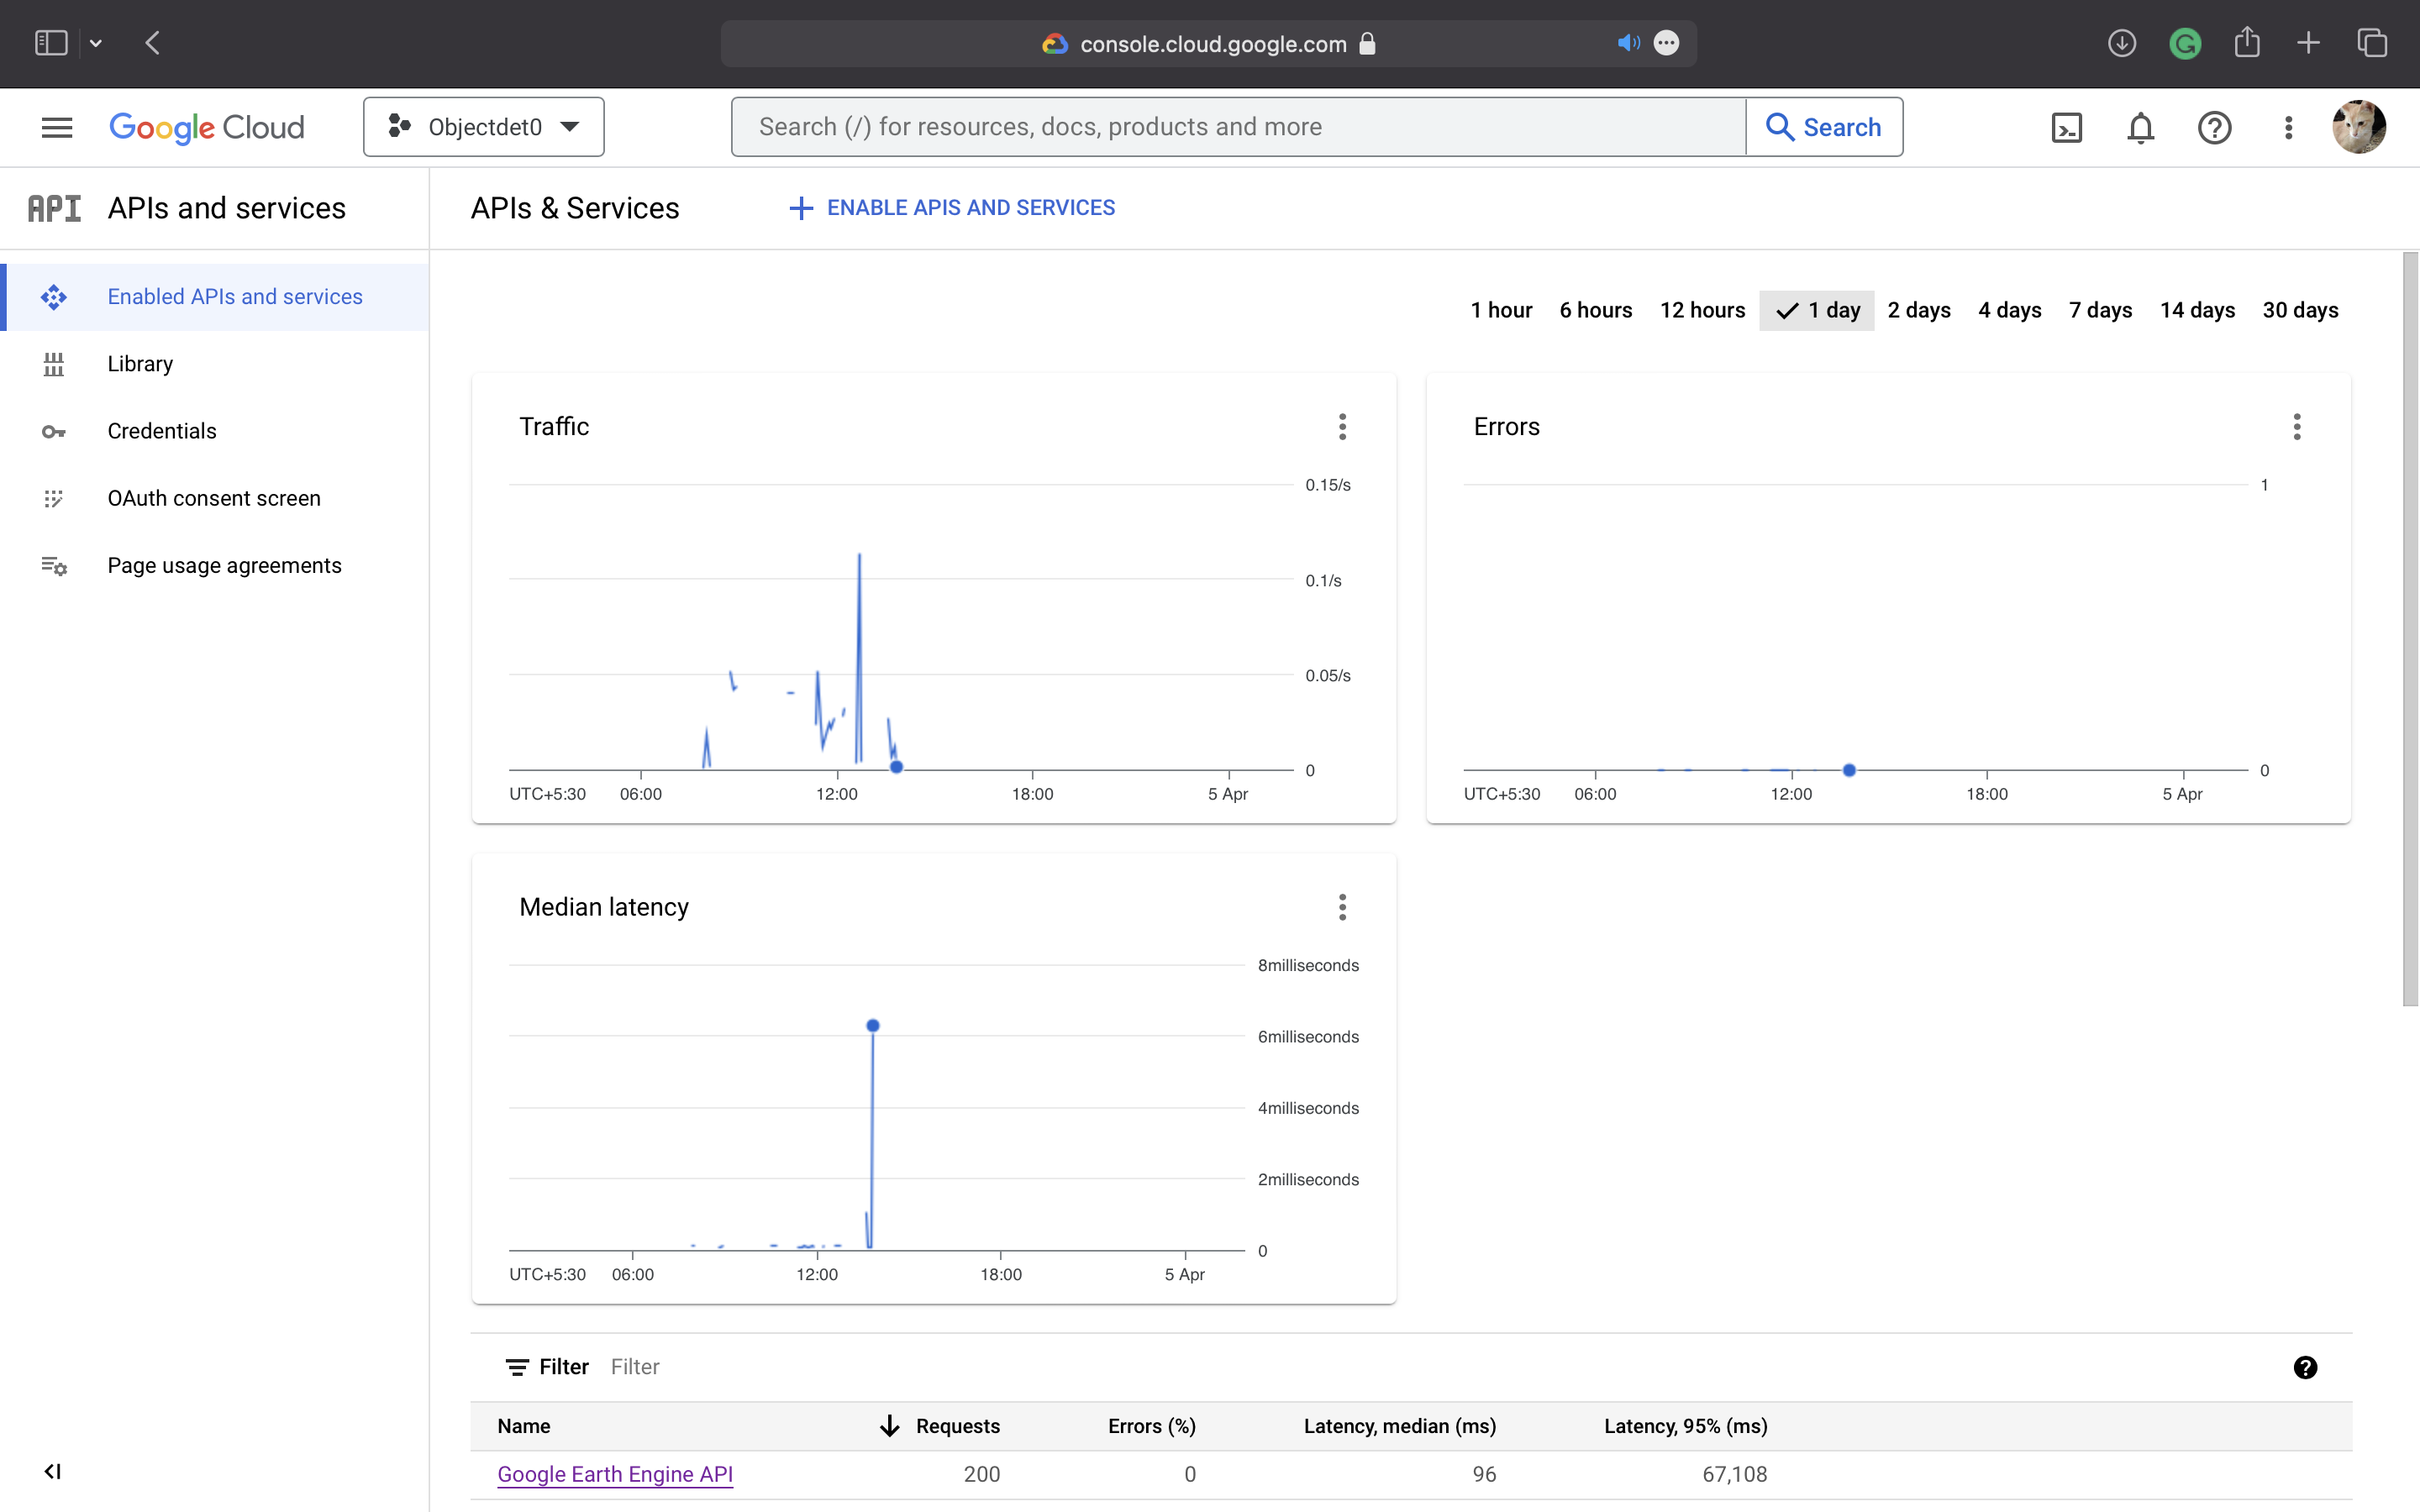 console.cloud.google.com
Google Cloud
Objectdet0
Search (/) for resources, docs, products and more
Search
API
APIs and services
APIs & Services
ENABLE APIS AND SERVICES
Enabled APIs and services
Library
Credentials
OAuth consent screen
Page usage agreements
1 hour 6 hours 12 hours 1 day 2 days 4 days 7 days 14 days 30 days
Traffic
0.15/s
0.1/s
0.05/s
0
UTC+5:30 06:00 12:00 18:00 5 Apr
Errors
1
0
UTC+5:30 06:00 12:00 18:00 5 Apr
Median latency
8milliseconds
6milliseconds
4milliseconds
2milliseconds
0
UTC+5:30 06:00 12:00 18:00 5 Apr
Filter Filter
Name Requests Errors (%) Latency, median (ms) Latency, 95% (ms)
Google Earth Engine API 200 0 96 67,108